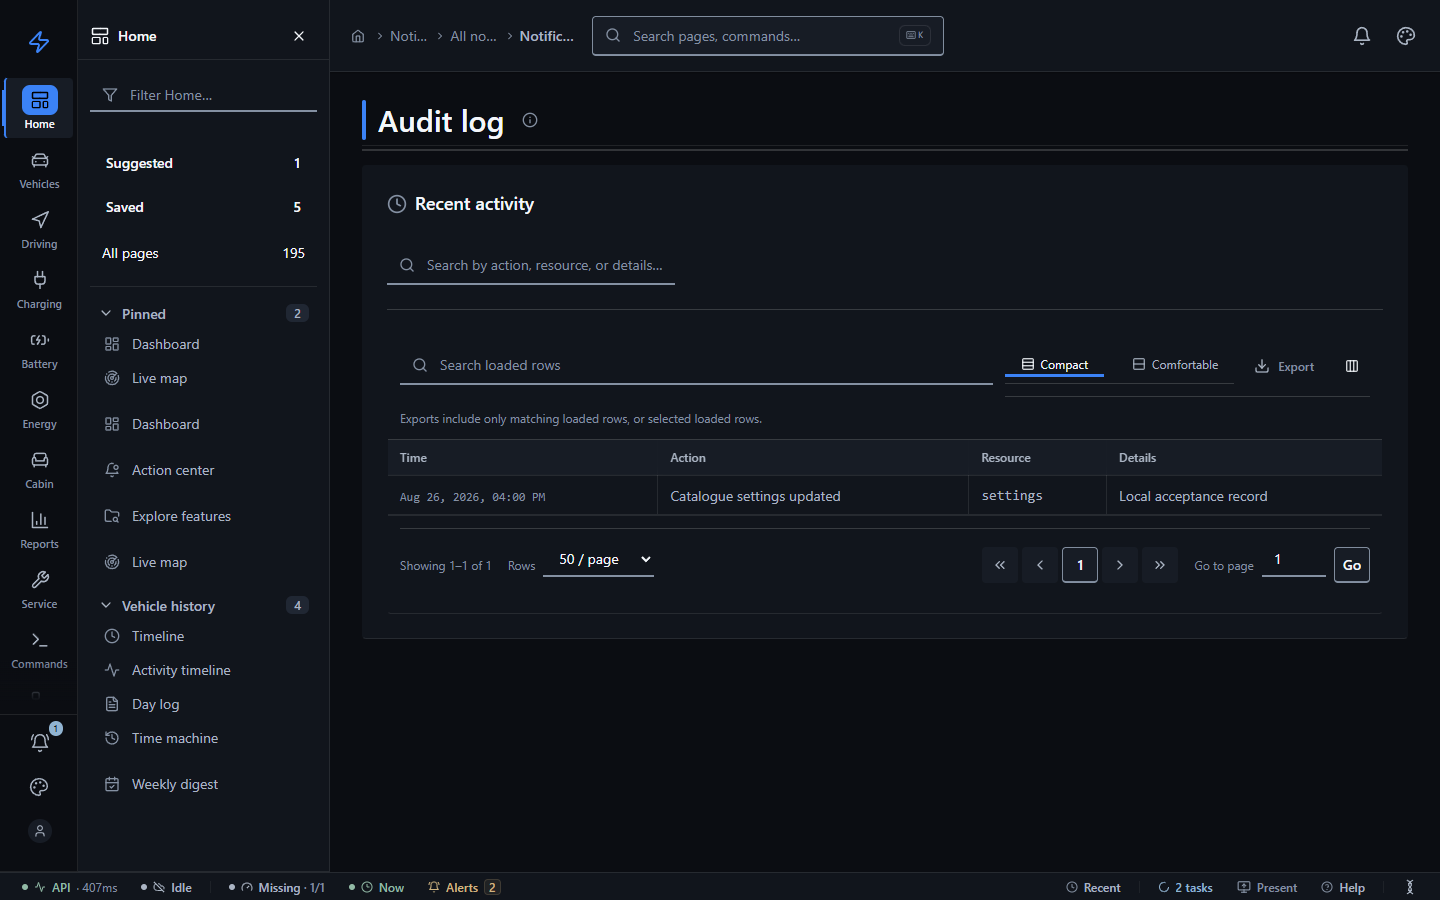 Home
Vehicles
Driving
Charging
Battery
Energy
Cabin
Reports
Service
Commands
1
Home
Filter Home...
Suggested 1
Saved 5
All pages 195
Pinned 2
Dashboard
Live map
Dashboard
Action center
Explore features
Live map
Vehicle history 4
Timeline
Activity timeline
Day log
Time machine
Weekly digest
Noti... > All no... > Notific...
Search pages, commands... K
Audit log
Recent activity
Search by action, resource, or details...
Search loaded rows
Compact Comfortable Export
Exports include only matching loaded rows, or selected loaded rows.
Time Action Resource Details
Aug 26, 2026, 04:00 PM Catalogue settings updated settings Local acceptance record
Showing 1–1 of 1 Rows 50 / page 1 Go to page 1 Go
API · 407ms Idle Missing · 1/1 Now Alerts 2 Recent 2 tasks Present Help